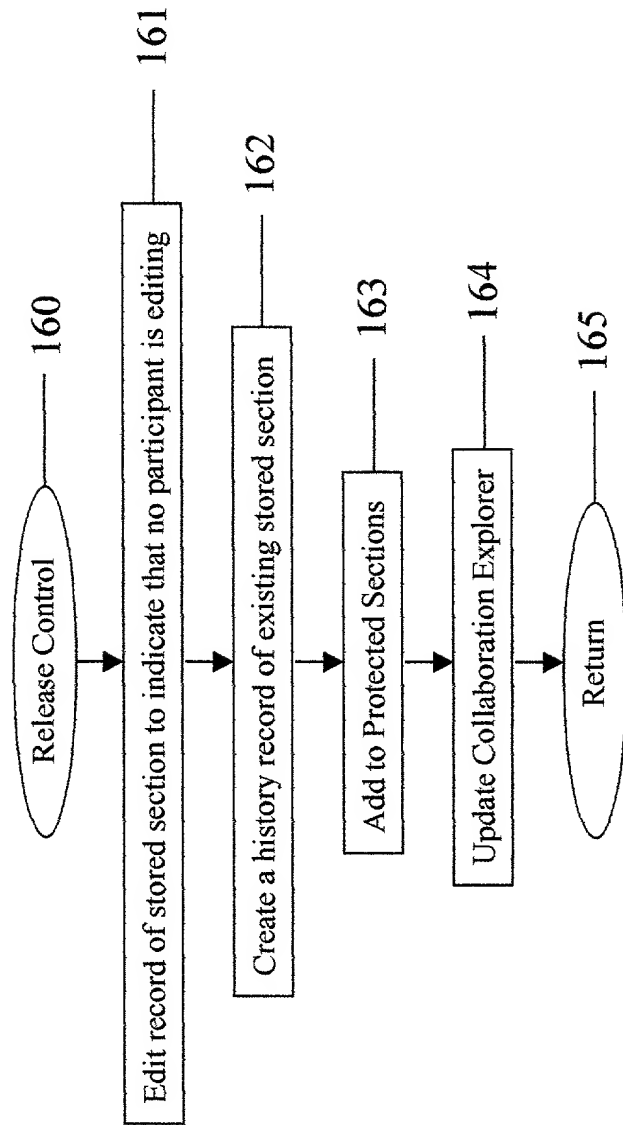 Release Control
160
Edit record of stored section to indicate that no participant is editing
161
Create a history record of existing stored section
162
Add to Protected Sections
163
Update Collaboration Explorer
164
Return
165